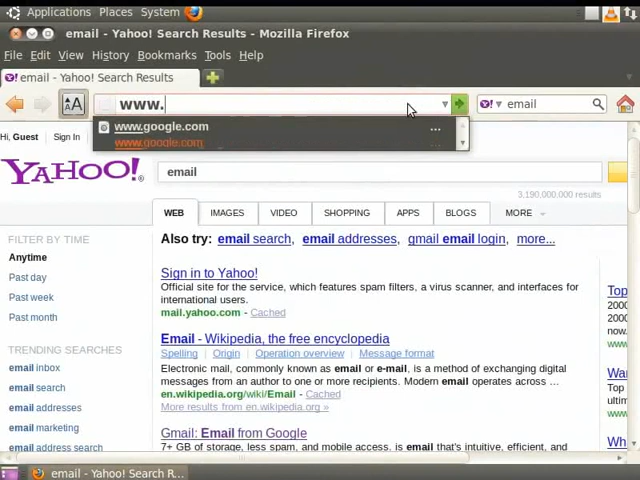 Applications Places System
email - Yahoo! Search Results - Mozilla Firefox
File Edit View History Bookmarks Tools Help
Y! email - Yahoo! Search Results
AA www. Y! email
www.google.com ...
www.google.com ...
Hi, Guest Sign In
YAHOO! email
3,190,000,000 results
WEB IMAGES VIDEO SHOPPING APPS BLOGS MORE
FILTER BY TIME
Anytime
Past day
Past week
Past month
TRENDING SEARCHES
email inbox
email search
email addresses
email marketing
email address search
Also try: email search, email addresses, gmail email login, more...
Sign in to Yahoo!
Official site for the service, which features spam filters, a virus scanner, and interfaces for
international users.
mail.yahoo.com - Cached
Email - Wikipedia, the free encyclopedia
Spelling | Origin | Operation overview | Message format
Electronic mail, commonly known as email or e-mail, is a method of exchanging digital
messages from an author to one or more recipients. Modern email operates across ...
en.wikipedia.org/wiki/Email - Cached
More results from en.wikipedia.org »
Gmail: Email from Google
7+ GB of storage, less spam, and mobile access. is email that's intuitive, efficient, and
Top
2000
2000
now.
www
ultim
www
Wh
email - Yahoo! Search R...